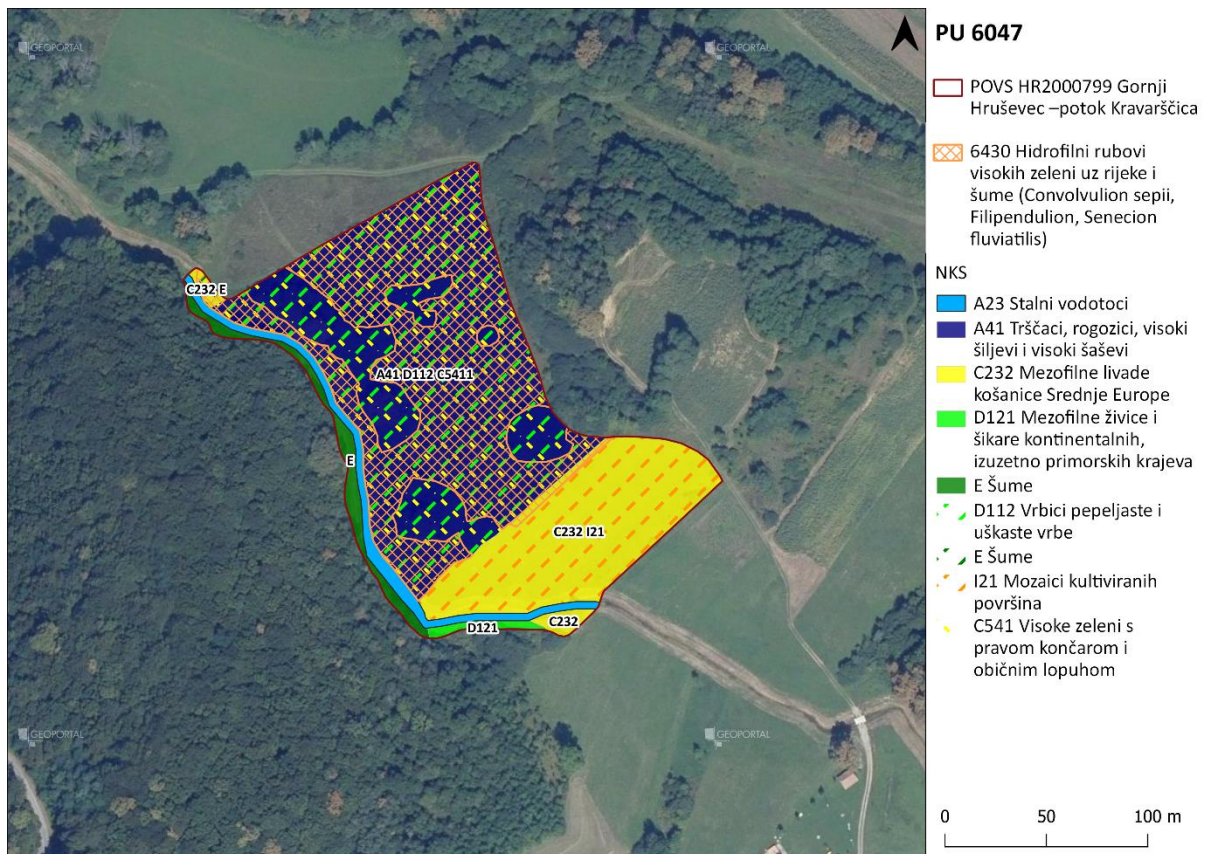 GEOPORTAL
GEOPORTAL
C232 E
A41 D112 C5411
E
C232 I21
D121
C232
GEOPORTAL
GEOPORTAL
PU 6047
POVS HR2000799 Gornji
Hruševec –potok Kravarščica
6430 Hidrofilni rubovi
visokih zeleni uz rijeke i
šume (Convolvulion sepii,
Filipendulion, Senecion
fluviatilis)
NKS
A23 Stalni vodotoci
A41 Trščaci, rogozici, visoki
šiljevi i visoki šaševi
C232 Mezofilne livade
košanice Srednje Europe
D121 Mezofilne živice i
šikare kontinentalnih,
izuzetno primorskih krajeva
E Šume
D112 Vrbici pepeljaste i
uškaste vrbe
E Šume
I21 Mozaici kultiviranih
površina
C541 Visoke zeleni s
pravom končarom i
običnim lopuhom
0 50 100 m